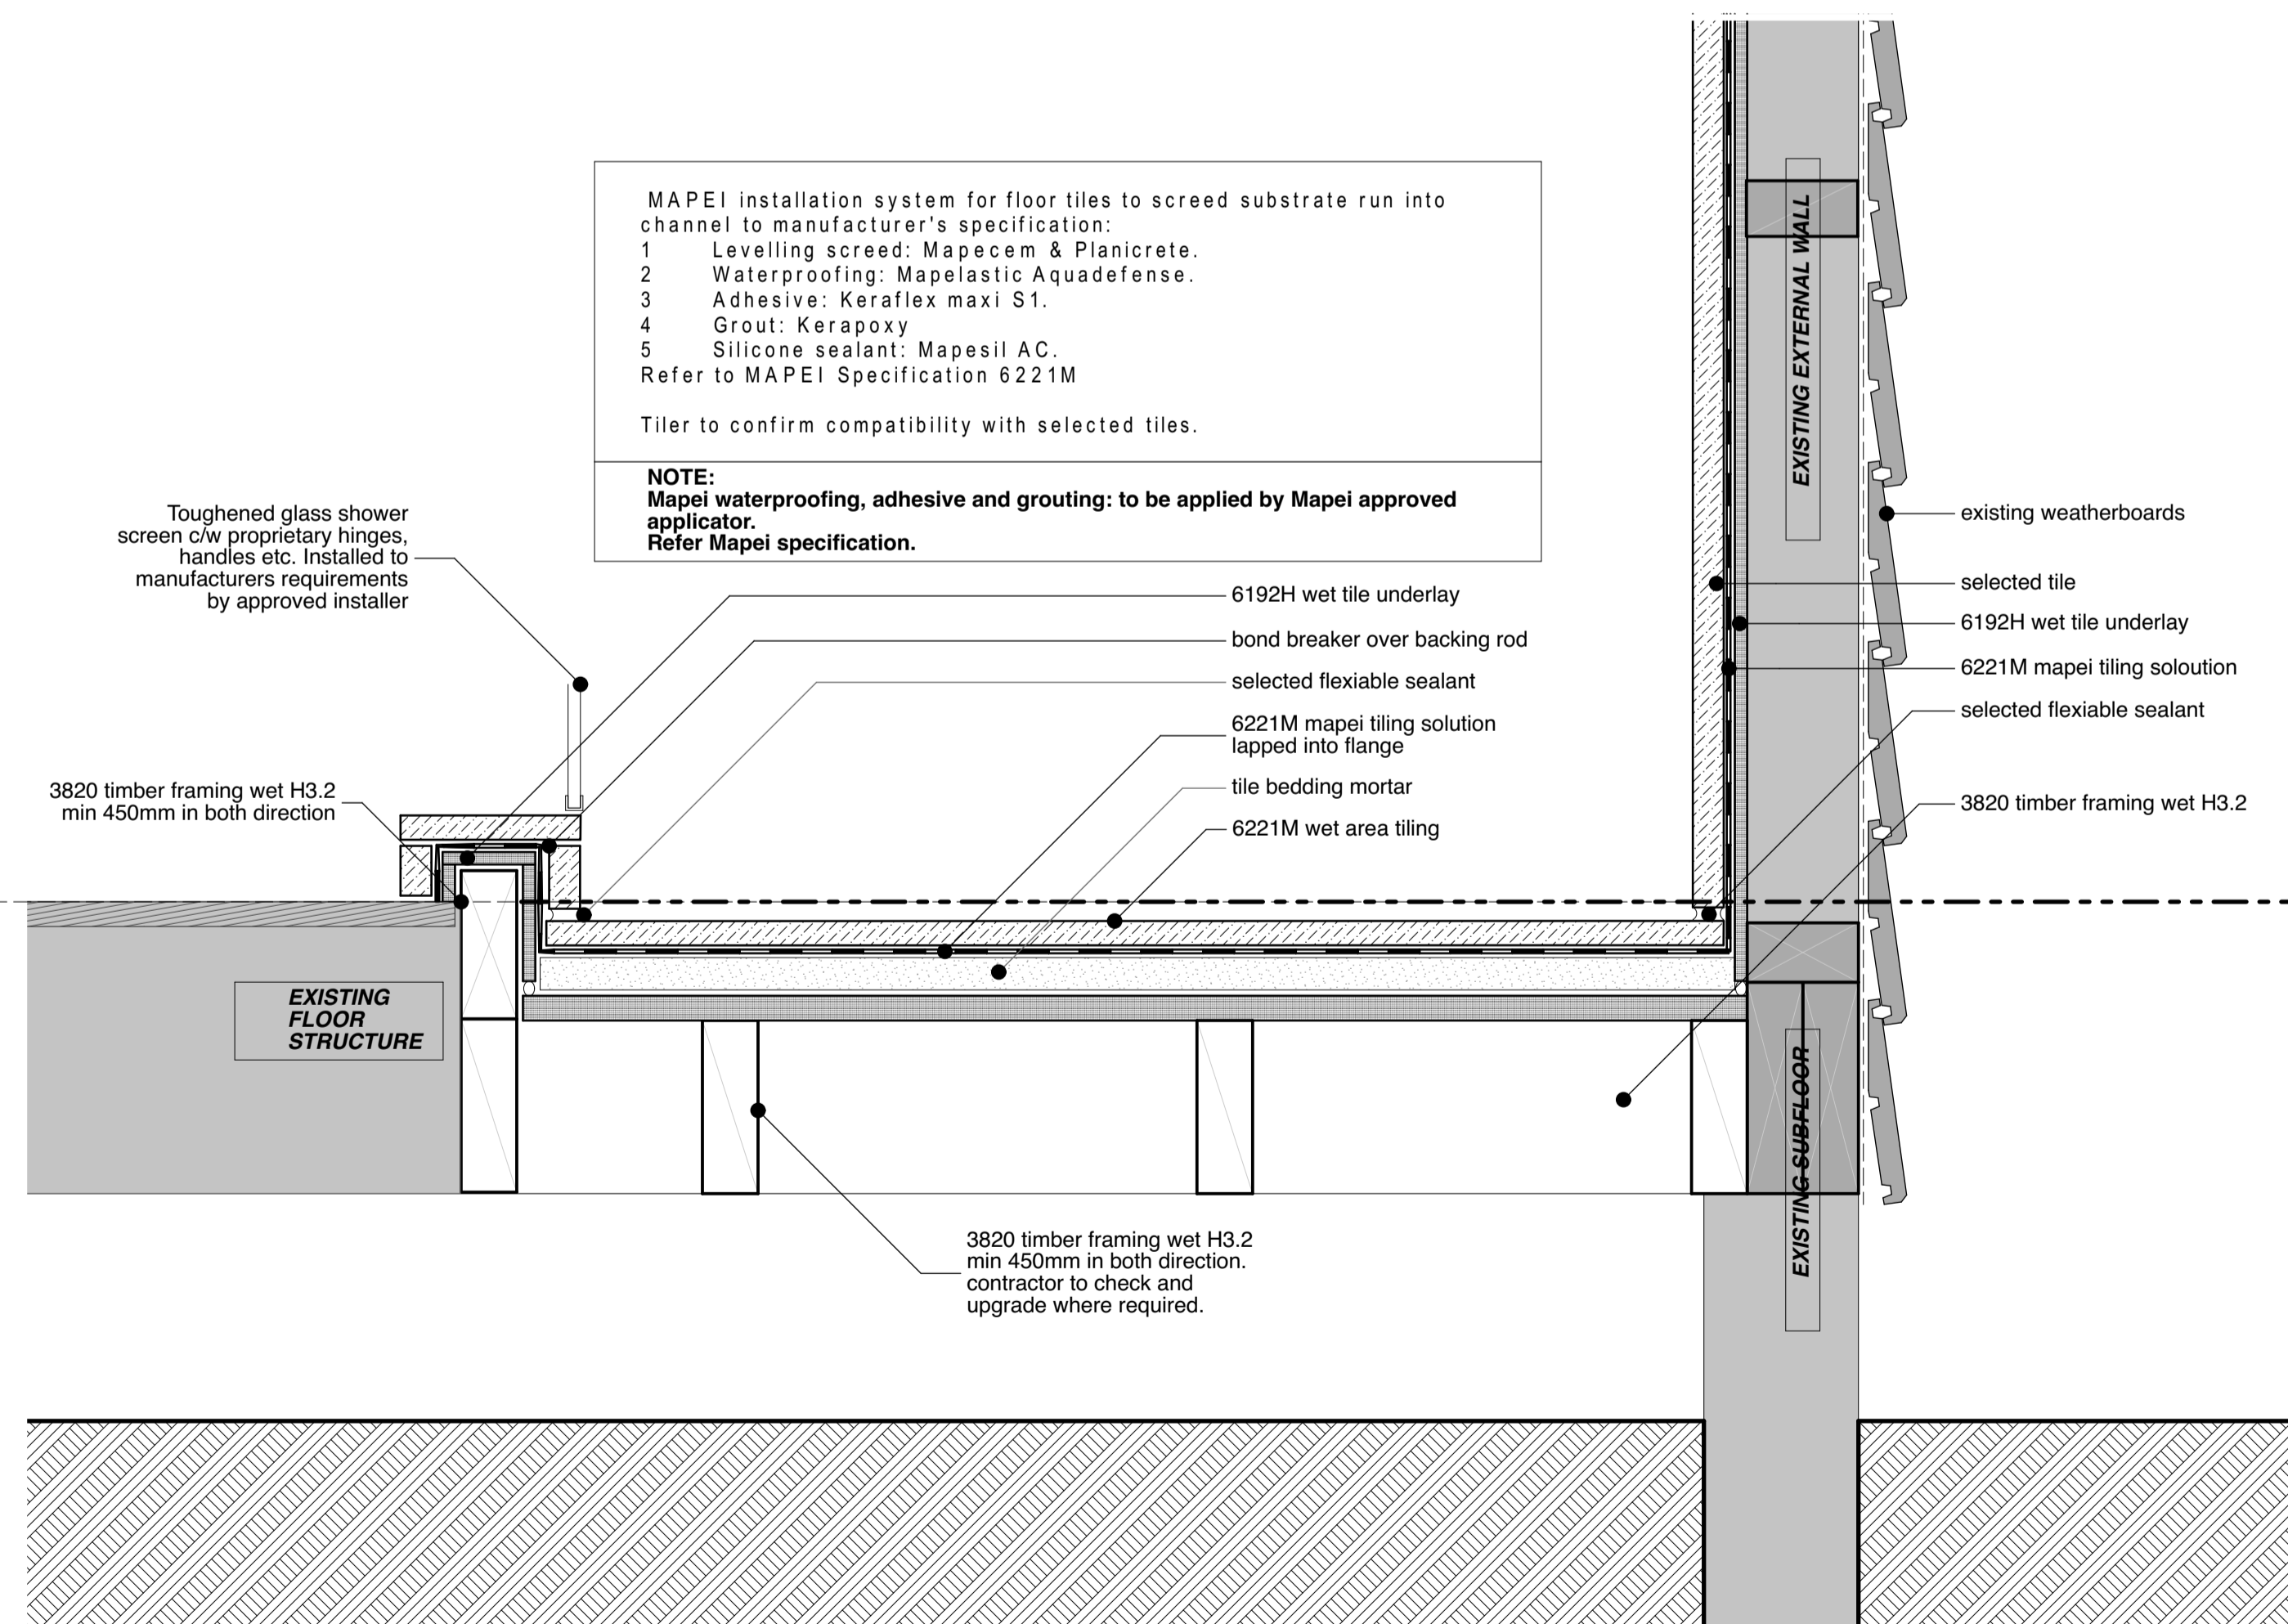 MAPEI installation system for floor tiles to screed substrate run into
channel to manufacturer's specification:
1 Levelling screed: Mapecem & Planicrete.
2 Waterproofing: Mapelastic Aquadefense.
3 Adhesive: Keraflex maxi S1.
4 Grout: Kerapoxy
5 Silicone sealant: Mapesil AC.
Refer to MAPEI Specification 6221M
Tiler to confirm compatibility with selected tiles.
NOTE:
Mapei waterproofing, adhesive and grouting: to be applied by Mapei approved
applicator.
Refer Mapei specification.
Toughened glass shower
screen c/w proprietary hinges,
handles etc. Installed to
manufacturers requirements
by approved installer
3820 timber framing wet H3.2
min 450mm in both direction
6192H wet tile underlay
bond breaker over backing rod
selected flexiable sealant
6221M mapei tiling solution
lapped into flange
tile bedding mortar
6221M wet area tiling
EXISTING EXTERNAL WALL
existing weatherboards
selected tile
6192H wet tile underlay
6221M mapei tiling soloution
selected flexiable sealant
3820 timber framing wet H3.2
EXISTING
FLOOR
STRUCTURE
EXISTING SUBFLOOR
3820 timber framing wet H3.2
min 450mm in both direction.
contractor to check and
upgrade where required.